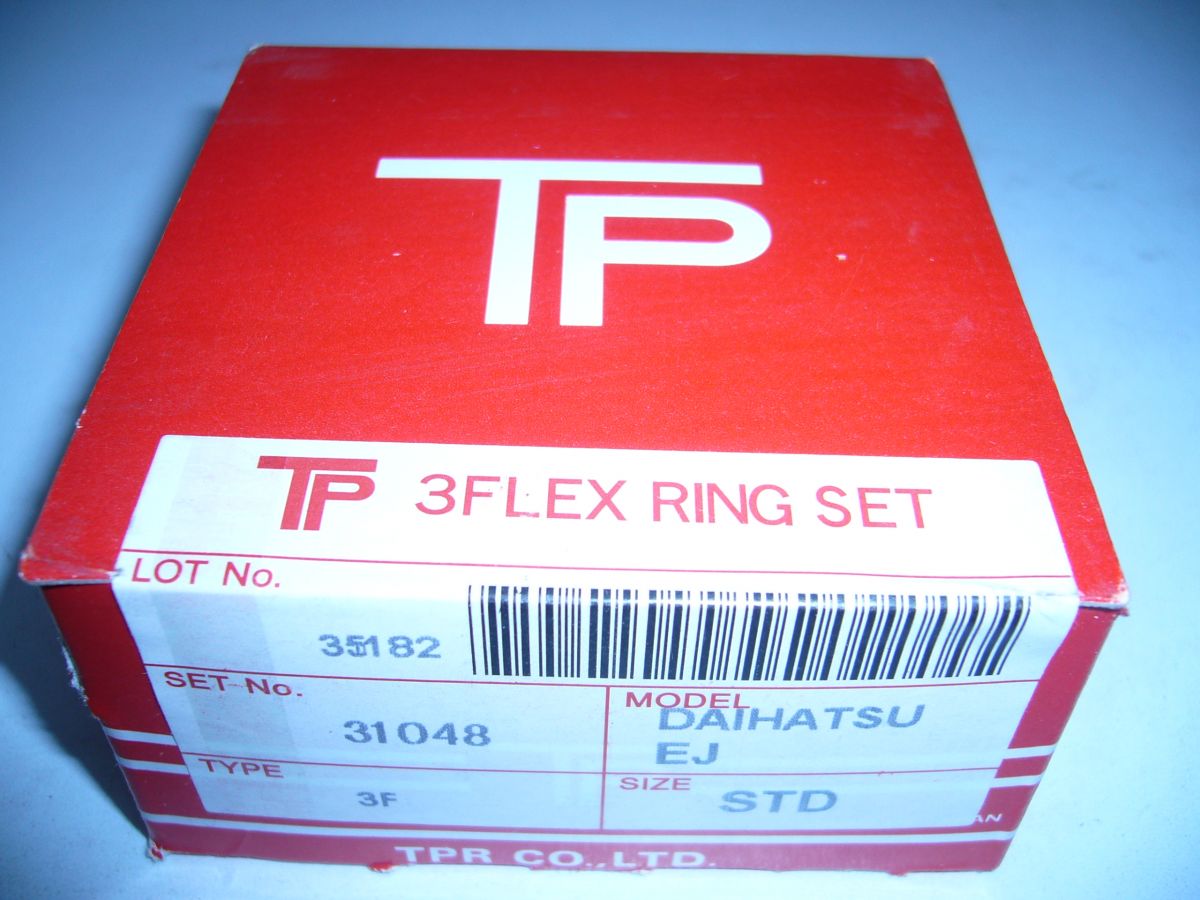 TP
TP 3FLEX RING SET
LOT No.
35182
SET No.
31048
MODEL
DAIHATSU
EJ
TYPE
3F
SIZE
STD
TPR CO.,LTD.